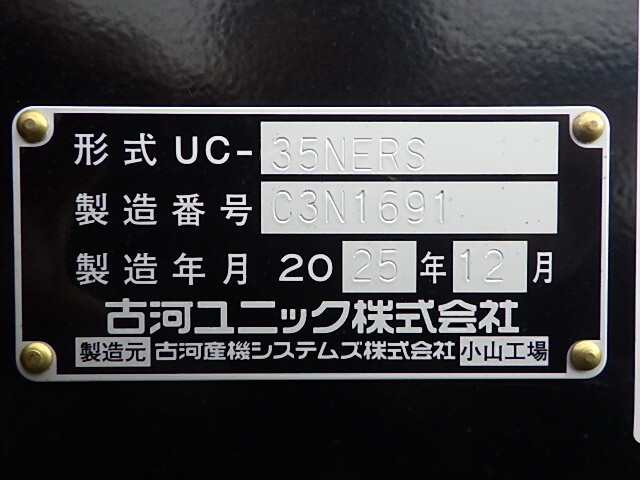 形式 UC-35NERS
製造番号 C3N1691
製造年月 2025年12月
古河ユニック株式会社
製造元 古河産機システムズ株式会社 小山工場